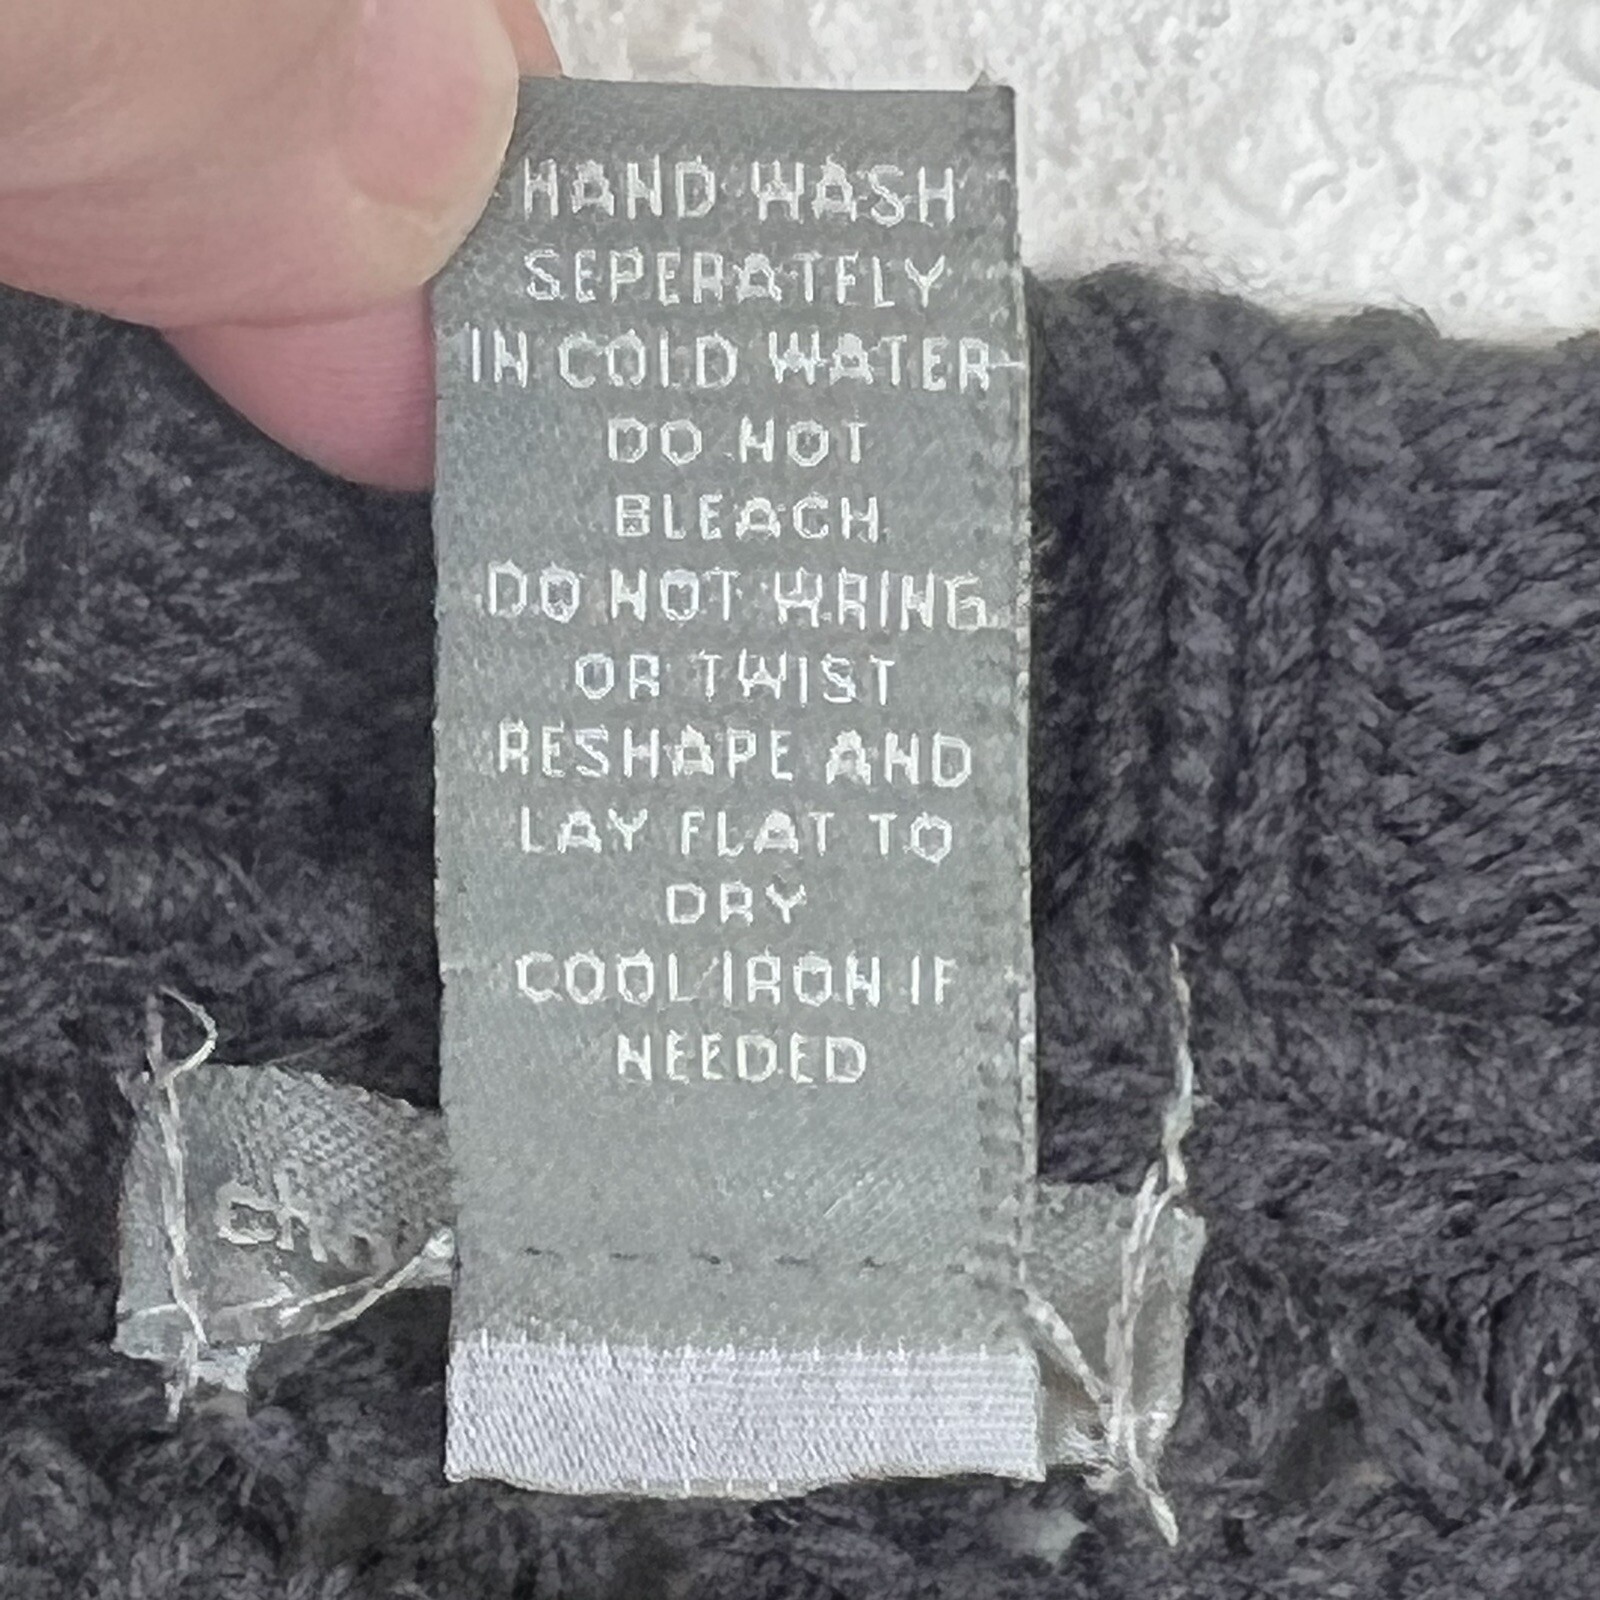 HAND WASH
SEPERATELY
IN COLD WATER
DO NOT
BLEACH
DO NOT WRING
OR TWIST
RESHAPE AND
LAY FLAT TO
DRY
COOL IRON IF
NEEDED